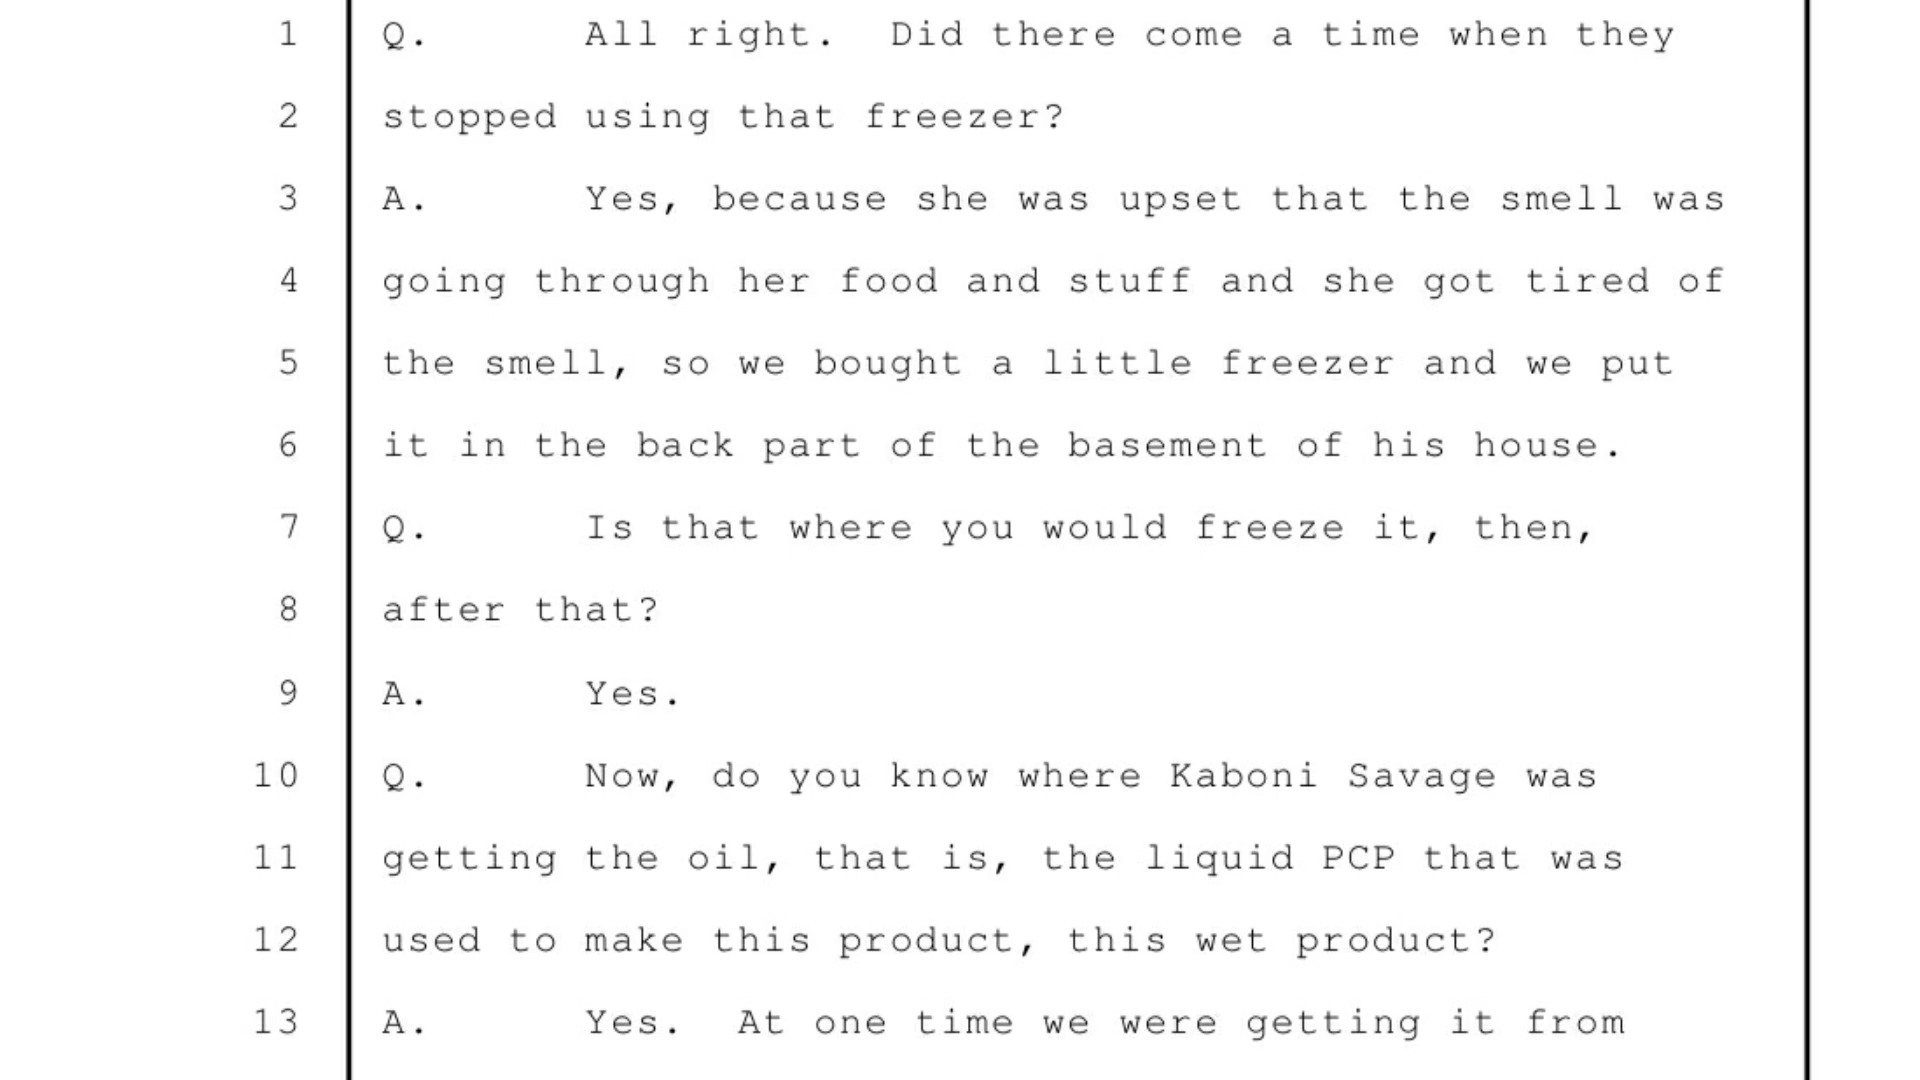 1 Q. All right. Did there come a time when they
2 stopped using that freezer?
3 A. Yes, because she was upset that the smell was
4 going through her food and stuff and she got tired of
5 the smell, so we bought a little freezer and we put
6 it in the back part of the basement of his house.
7 Q. Is that where you would freeze it, then,
8 after that?
9 A. Yes.
10 Q. Now, do you know where Kaboni Savage was
11 getting the oil, that is, the liquid PCP that was
12 used to make this product, this wet product?
13 A. Yes. At one time we were getting it from